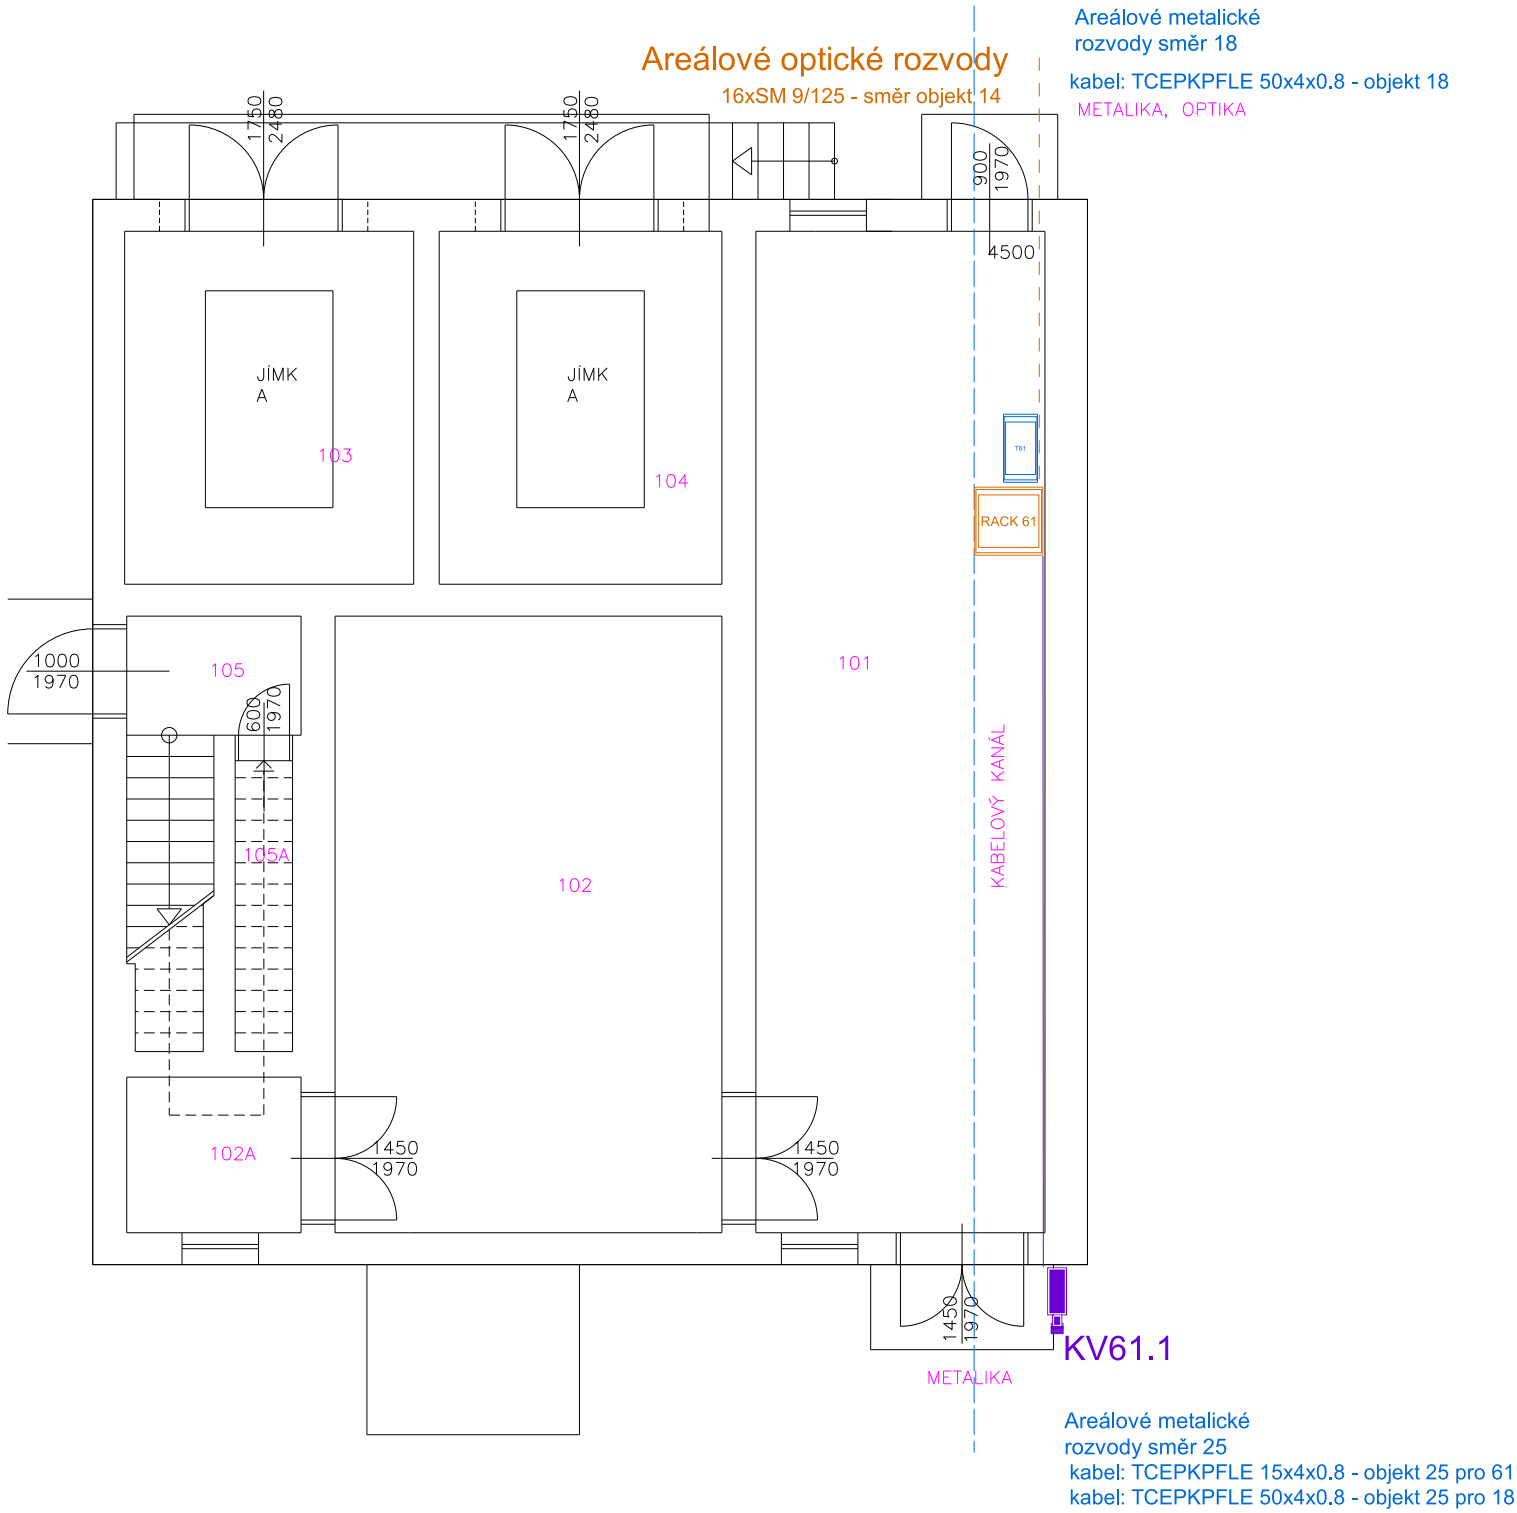 Areálové metalické
rozvody směr 18
Areálové optické rozvody
kabel: TCEPKPFLE 50x4x0.8 - objekt 18
16xSM 9/125 - směr objekt 14
METALIKA, OPTIKA
1750
2480
1750
2480
900
1970
4500
JÍMK
A
JÍMK
A
103
104
T61
RACK 61
1000
1970
105
101
600
1970
KABELOVÝ KANÁL
105A
102
102A
1450
1970
1450
1970
1450
1970
KV61.1
METALIKA
Areálové metalické
rozvody směr 25
kabel: TCEPKPFLE 15x4x0.8 - objekt 25 pro 61
kabel: TCEPKPFLE 50x4x0.8 - objekt 25 pro 18